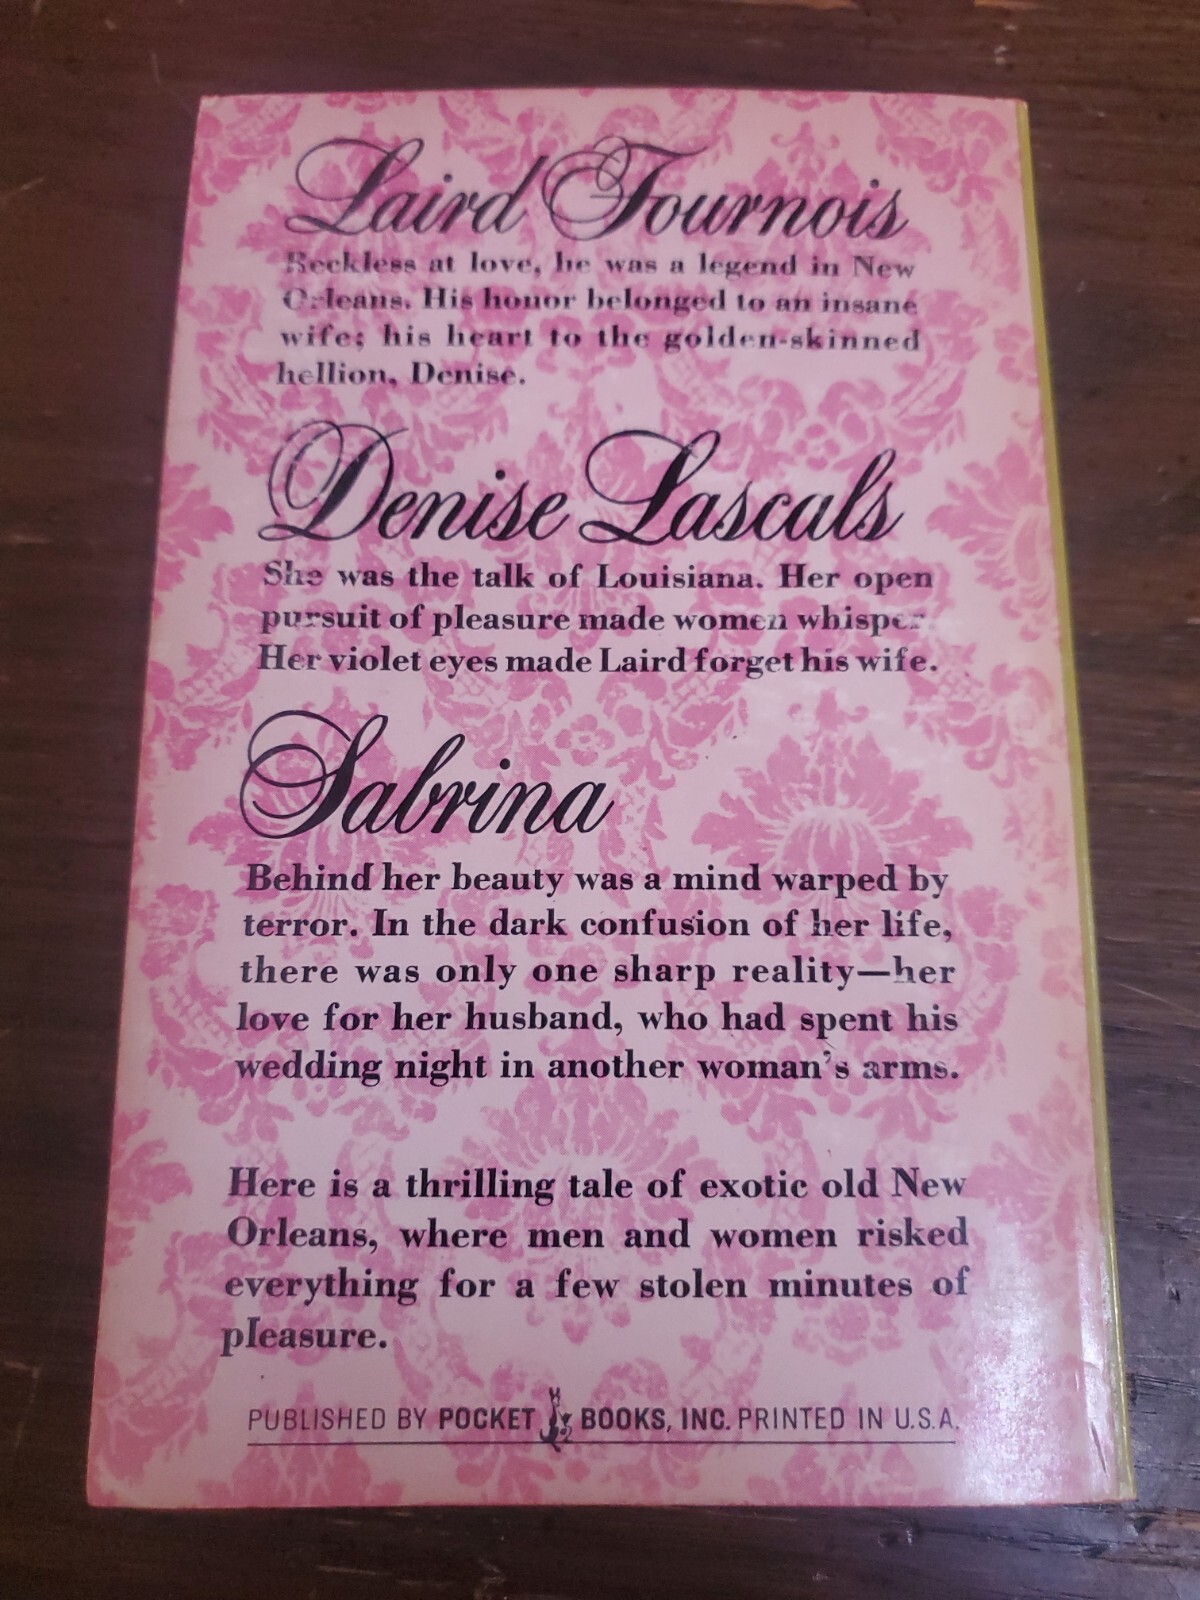 Laird Fournois
Reckless at love, he was a legend in New
Orleans. His honor belonged to an insane
wife; his heart to the golden-skinned
hellion, Denise.
Denise Lascals
She was the talk of Louisiana. Her open
pursuit of pleasure made women whisper
Her violet eyes made Laird forget his wife.
Sabrina
Behind her beauty was a mind warped by
terror. In the dark confusion of her life,
there was only one sharp reality—her
love for her husband, who had spent his
wedding night in another woman's arms.
Here is a thrilling tale of exotic old New
Orleans, where men and women risked
everything for a few stolen minutes of
pleasure.
PUBLISHED BY POCKET BOOKS, INC. PRINTED IN U.S.A.